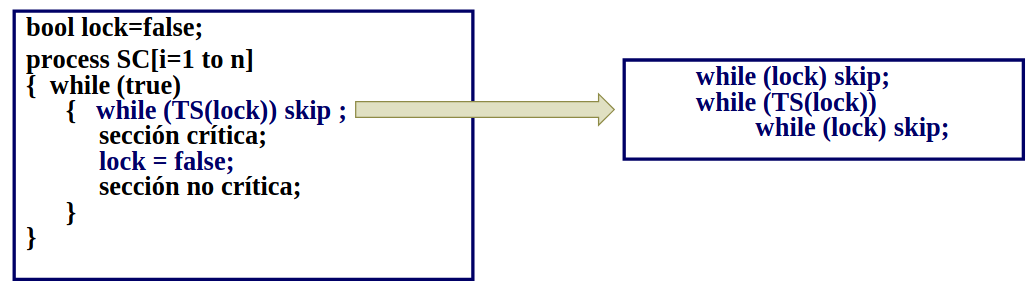 bool lock=false;
process SC[i=1 to n]
{ while (true)
{ while (TS(lock)) skip ;
sección crítica;
lock = false;
sección no crítica;
}
}
while (lock) skip;
while (TS(lock))
while (lock) skip;